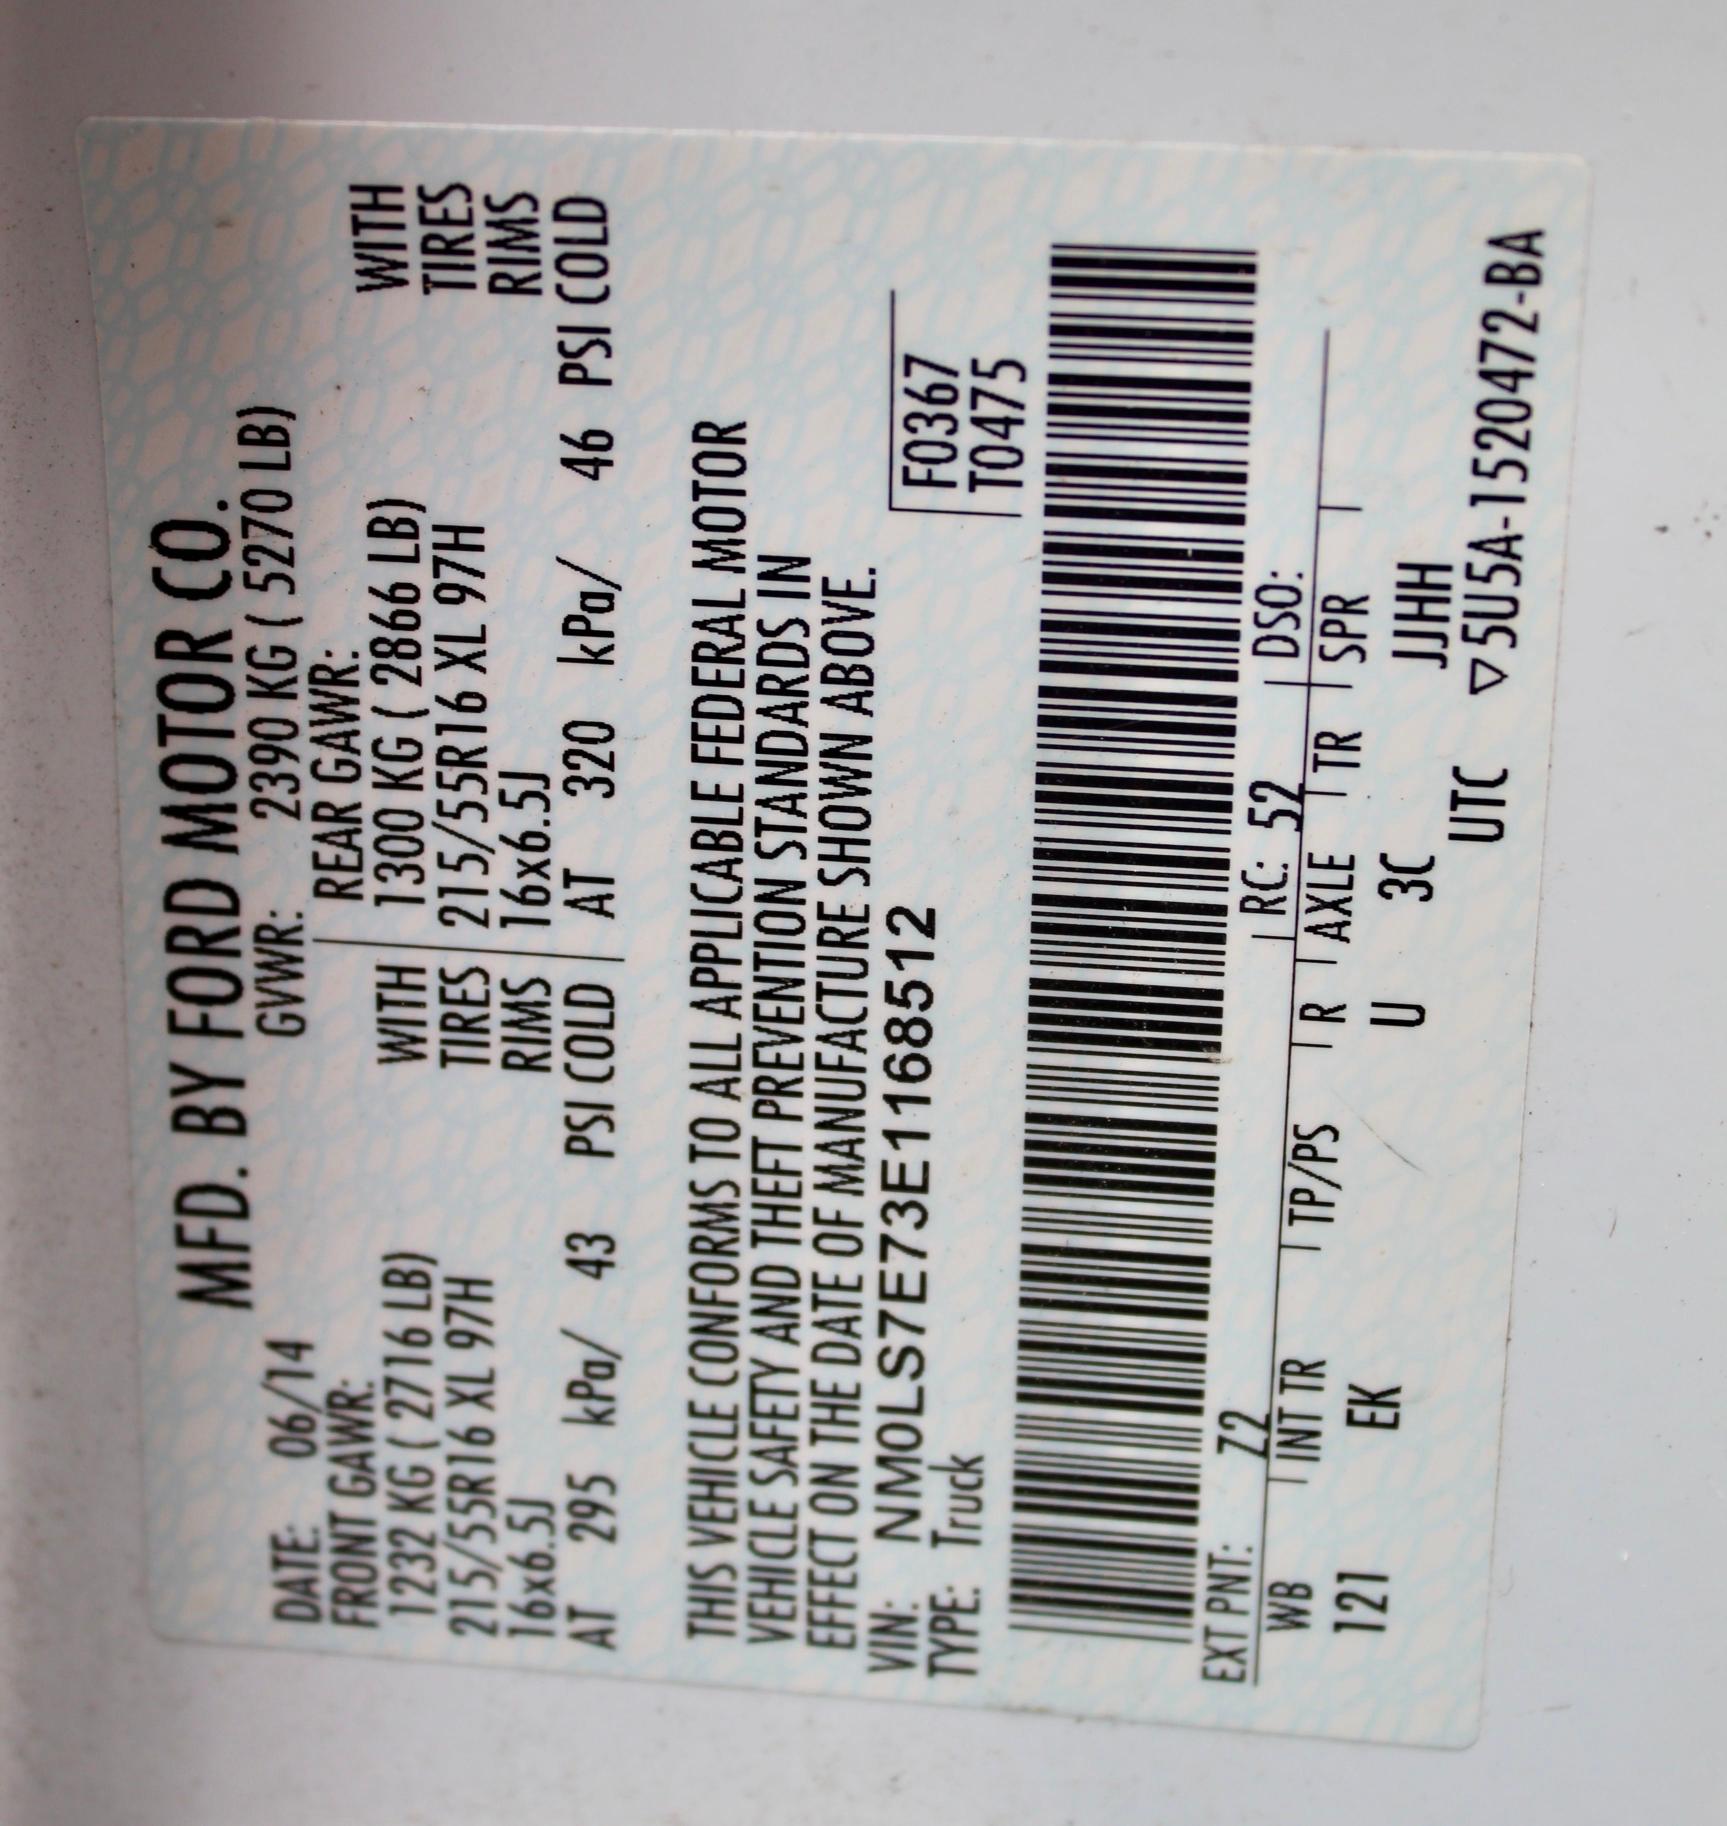 MFD. BY FORD MOTOR CO.
DATE: 06/14 GVWR: 2390 KG ( 5270 LB)
FRONT GAWR: REAR GAWR:
1232 KG ( 2716 LB) WITH 1300 KG ( 2866 LB) WITH
215/55R16 XL 97H TIRES 215/55R16 XL 97H TIRES
16x6.5J RIMS 16x6.5J RIMS
AT 295 kPa/ 43 PSI COLD AT 320 kPa/ 46 PSI COLD
THIS VEHICLE CONFORMS TO ALL APPLICABLE FEDERAL MOTOR
VEHICLE SAFETY AND THEFT PREVENTION STANDARDS IN
EFFECT ON THE DATE OF MANUFACTURE SHOWN ABOVE.
VIN: NM0LS7E73E1168512 F0367
TYPE: Truck T0475
EXT PNT: Z2 RC: 52 DSO:
WB INT TR TP/PS R AXLE TR SPR
121 EK U 3C JJHH
UTC ▽5U5A-1520472-BA